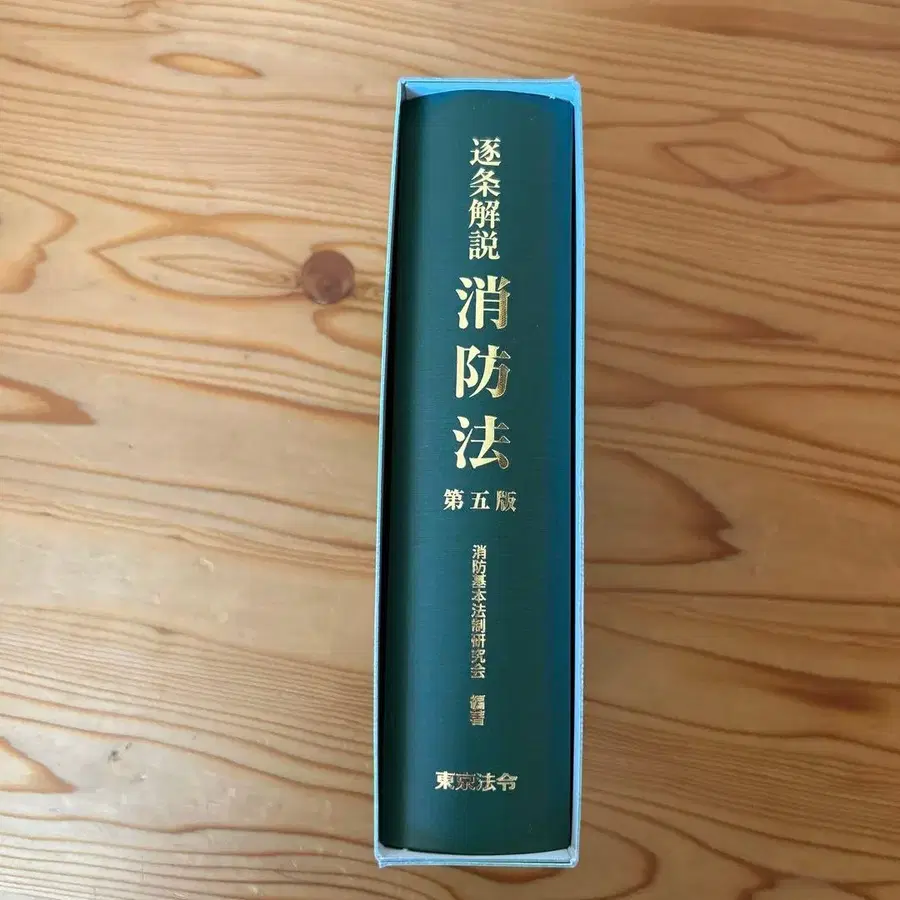 逐条解説
消防法
第五版
消防基本法制研究会 編著
東京法令